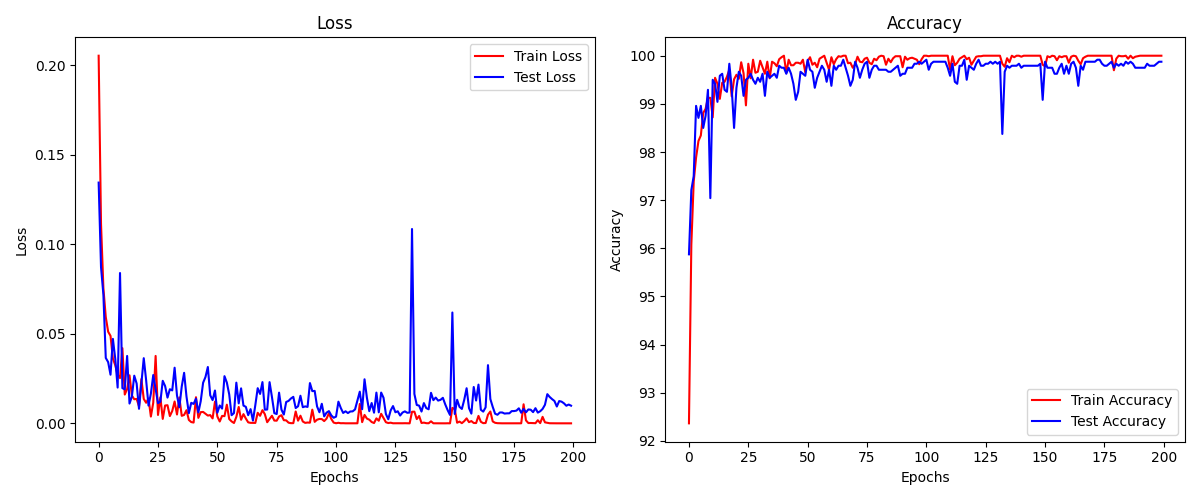 Loss
Loss
0.20
0.15
0.10
0.05
0.00
0 25 50 75 100 125 150 175 200
Epochs
Train Loss
Test Loss
Accuracy
Accuracy
100
99
98
97
96
95
94
93
92
0 25 50 75 100 125 150 175 200
Epochs
Train Accuracy
Test Accuracy